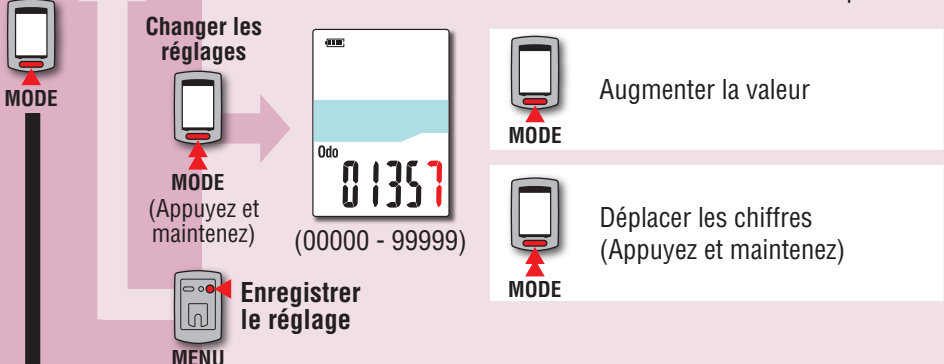 MODE
Changer les
réglages
MODE
(Appuyez et
maintenez)
Odo
01357
(00000 - 99999)
Enregistrer
le réglage
MENU
MODE
Augmenter la valeur
MODE
Déplacer les chiffres
(Appuyez et maintenez)